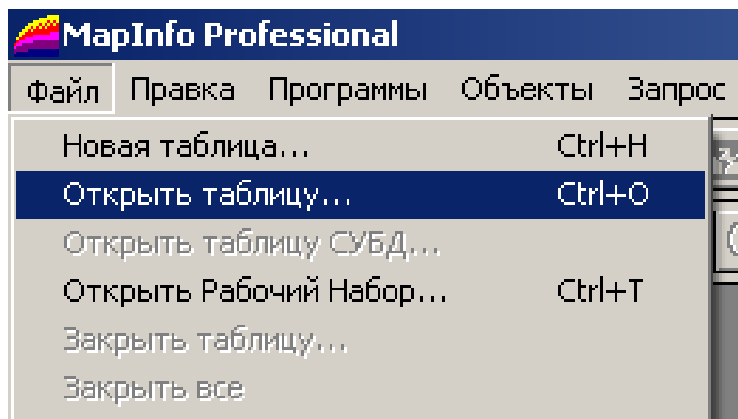 MapInfo Professional
Файл Правка Программы Объекты Запрос
Новая таблица... Ctrl+H
Открыть таблицу... Ctrl+O
Открыть таблицу СУБД...
Открыть Рабочий Набор... Ctrl+T
Закрыть таблицу...
Закрыть все